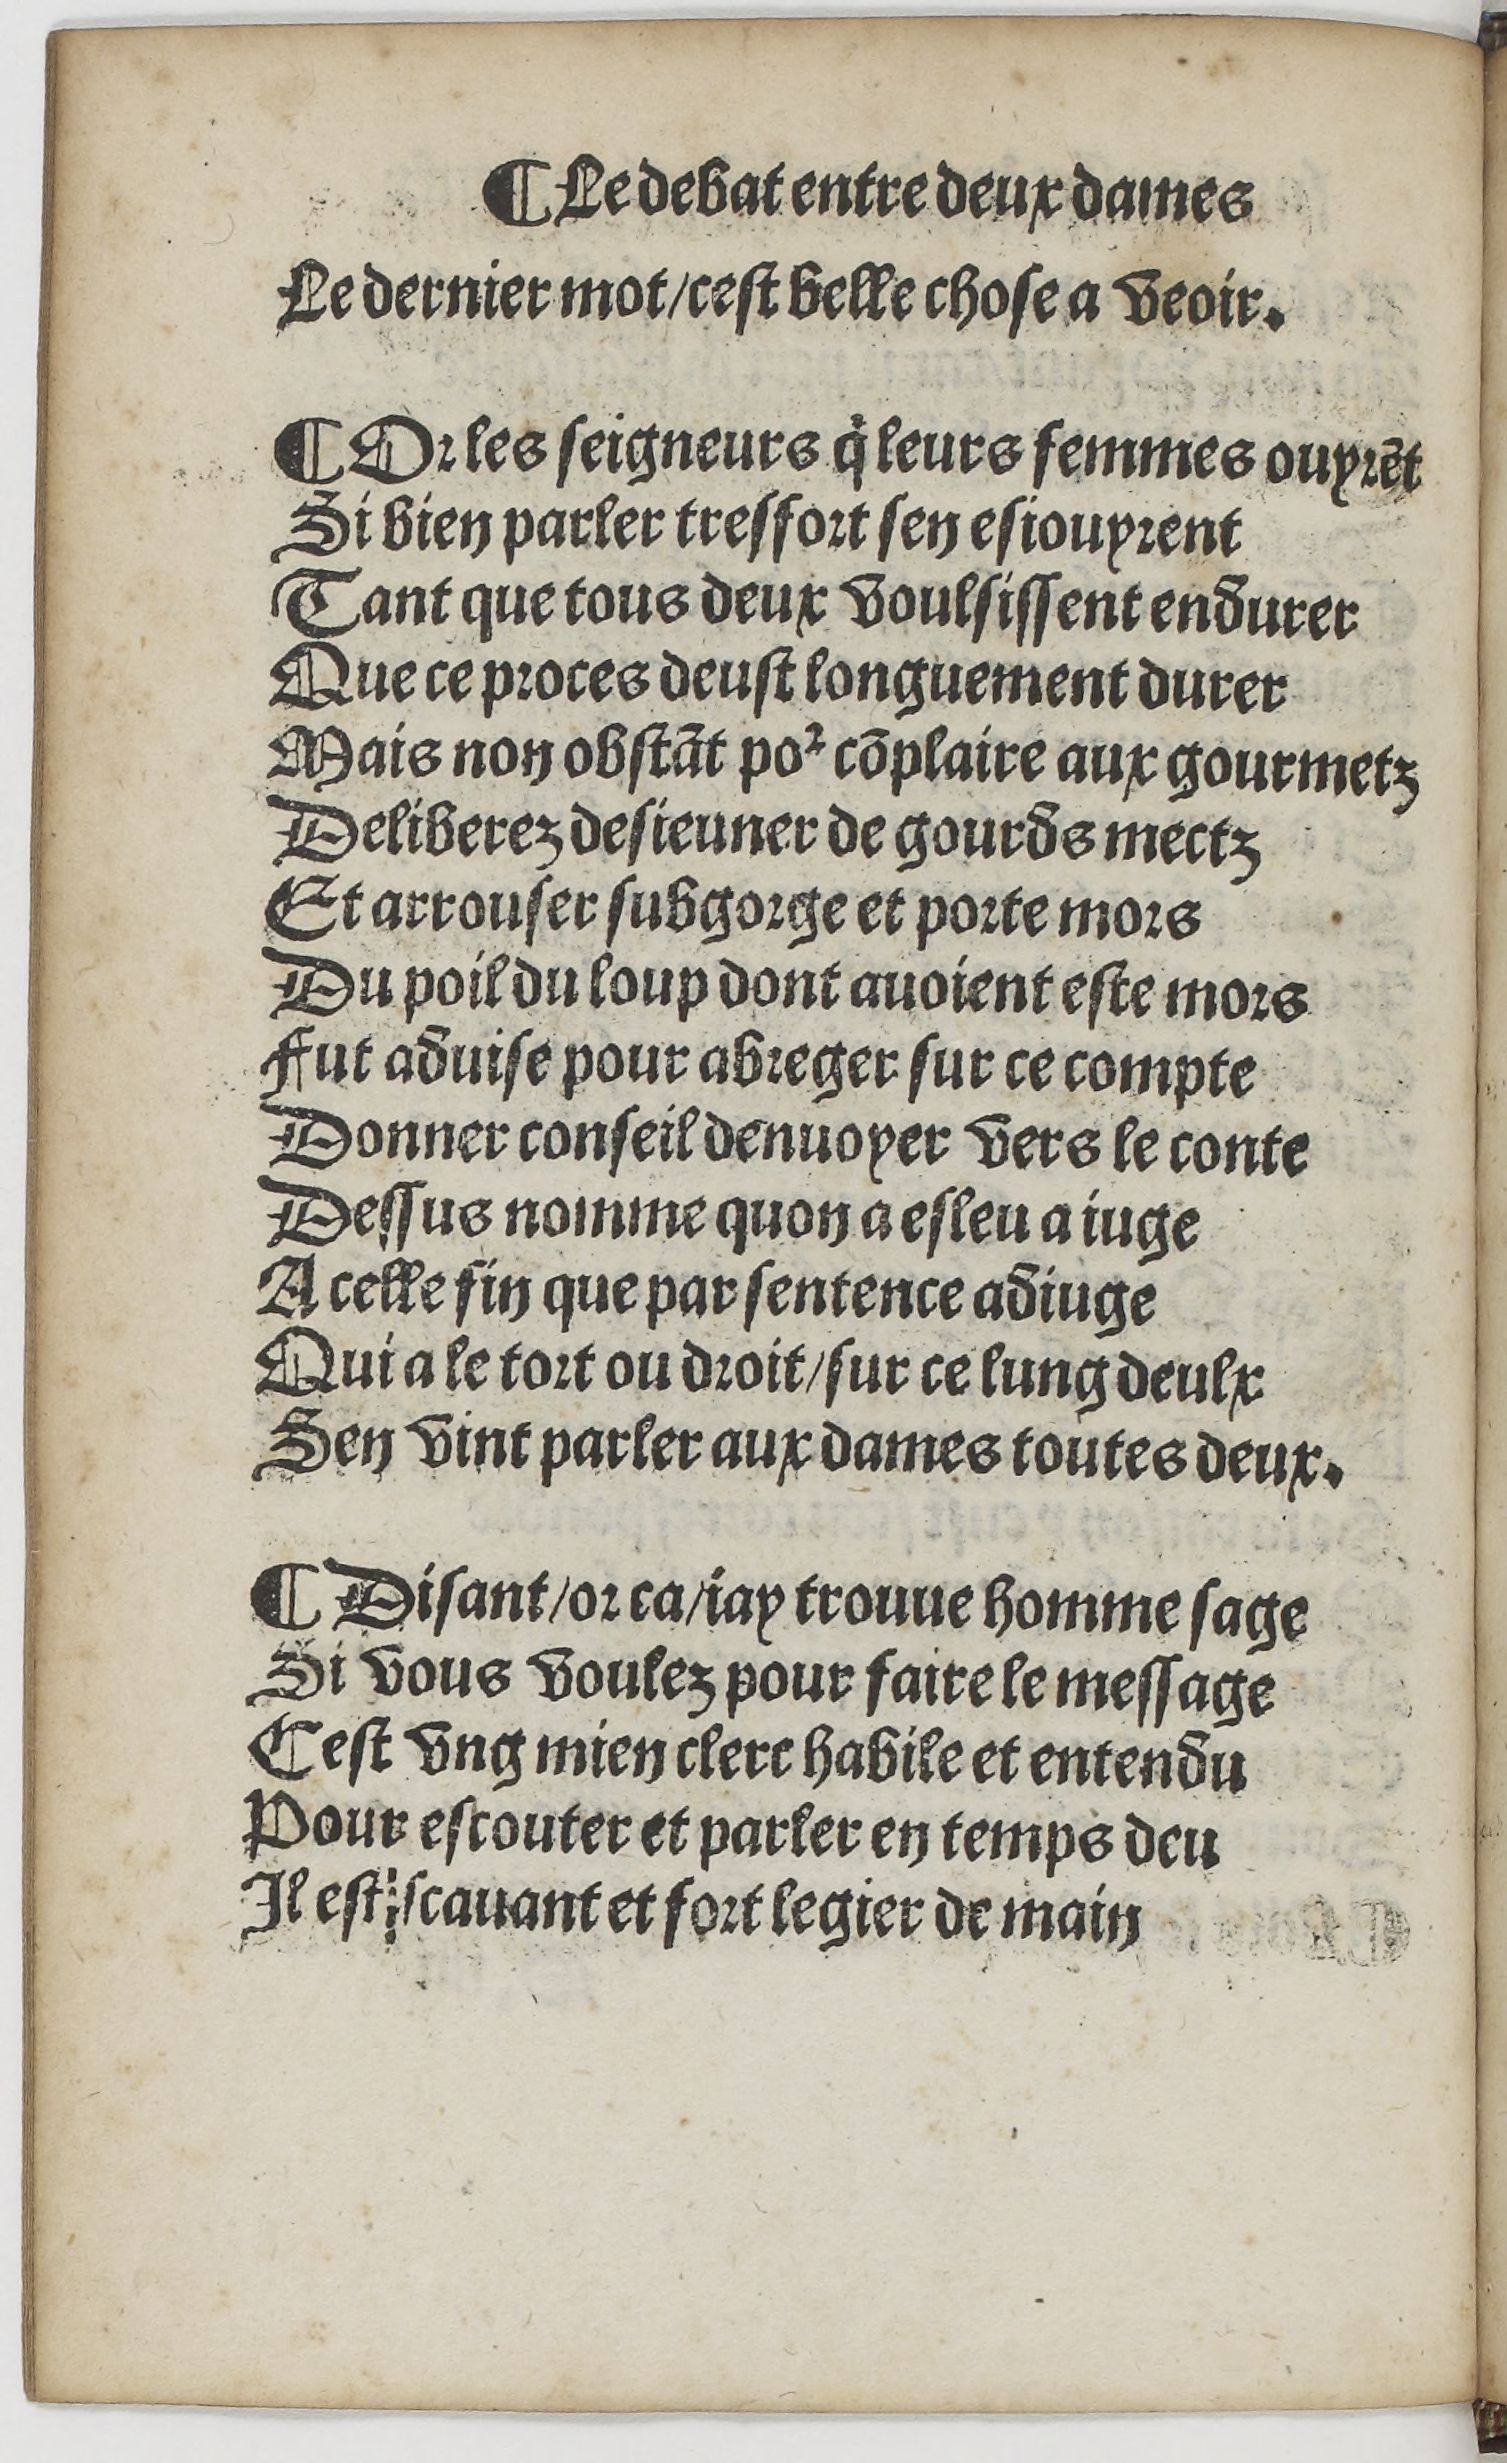 ¶ Le debat entre deux dames
Le dernier mot/cest belle chose a veoir.
¶ Or les seigneurs q̇ leurs femmes ouyrẽt
Si bien parler tresfort sen esiouyrent
Tant que tous deux voulsissent endurer
Que ce proces deust longuement durer
Mais non obstãt poꝛ cõplaire aux gourmetz
Deliberez desieuner de gourds mectz
Et arrouser subgorge et porte mors
Du poil du loup dont auoient este mors
Fut aduise pour abreger sur ce compte
Donner conseil denuoyer vers le conte
Dessus nomme quon a esleu a iuge
A celle fin que par sentence adiuge
Qui a le tort ou droit/sur ce lung deulx
Sen vint parler aux dames toutes deux.
¶ Disant/or ca/iay trouue homme sage
Si vous voulez pour faire le message
Cest vng mien clerc habile et entendu
Pour escouter et parler en temps deu
Il est scauant et fort legier de main